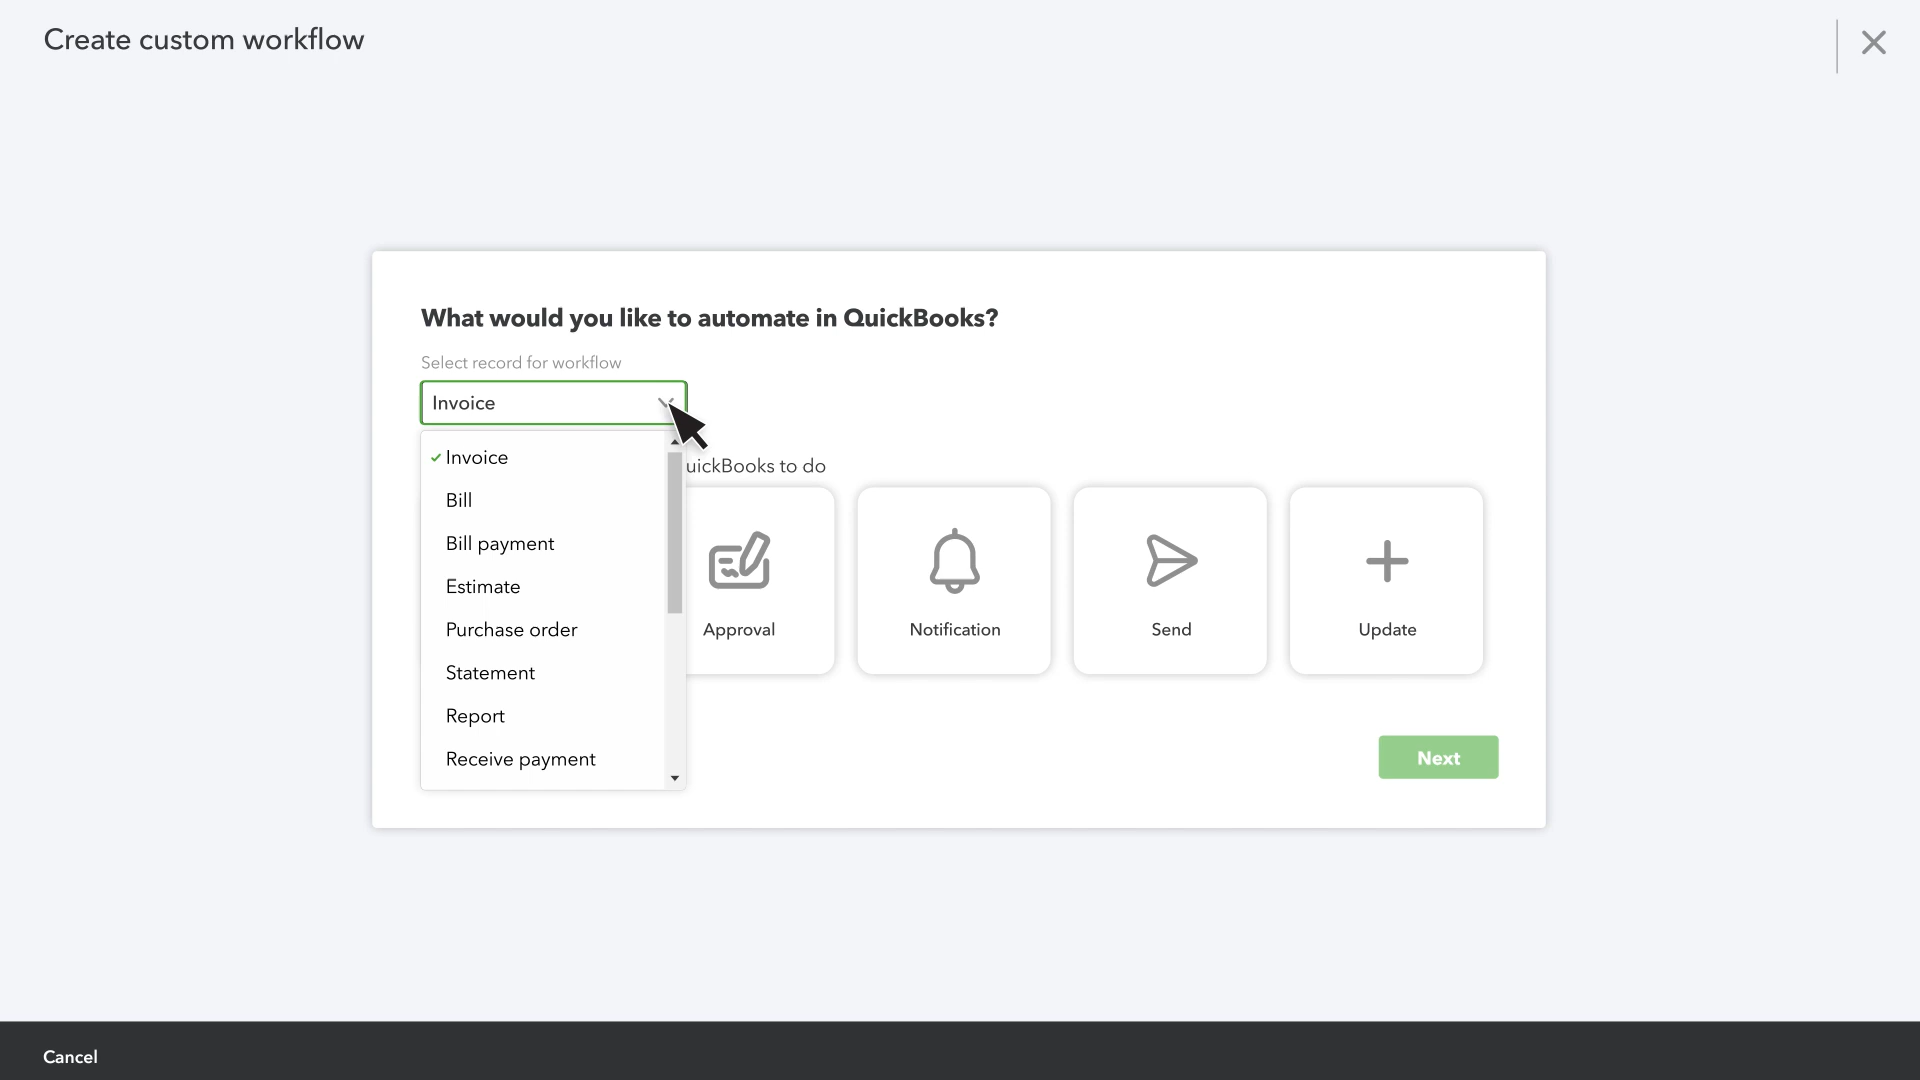 Create custom workflow
What would you like to automate in QuickBooks?
Select record for workflow
Invoice
Invoice
Bill
Bill payment
Estimate
Purchase order
Statement
Report
Receive payment
to do
Approval
Notification
Send
Update
Next
Cancel